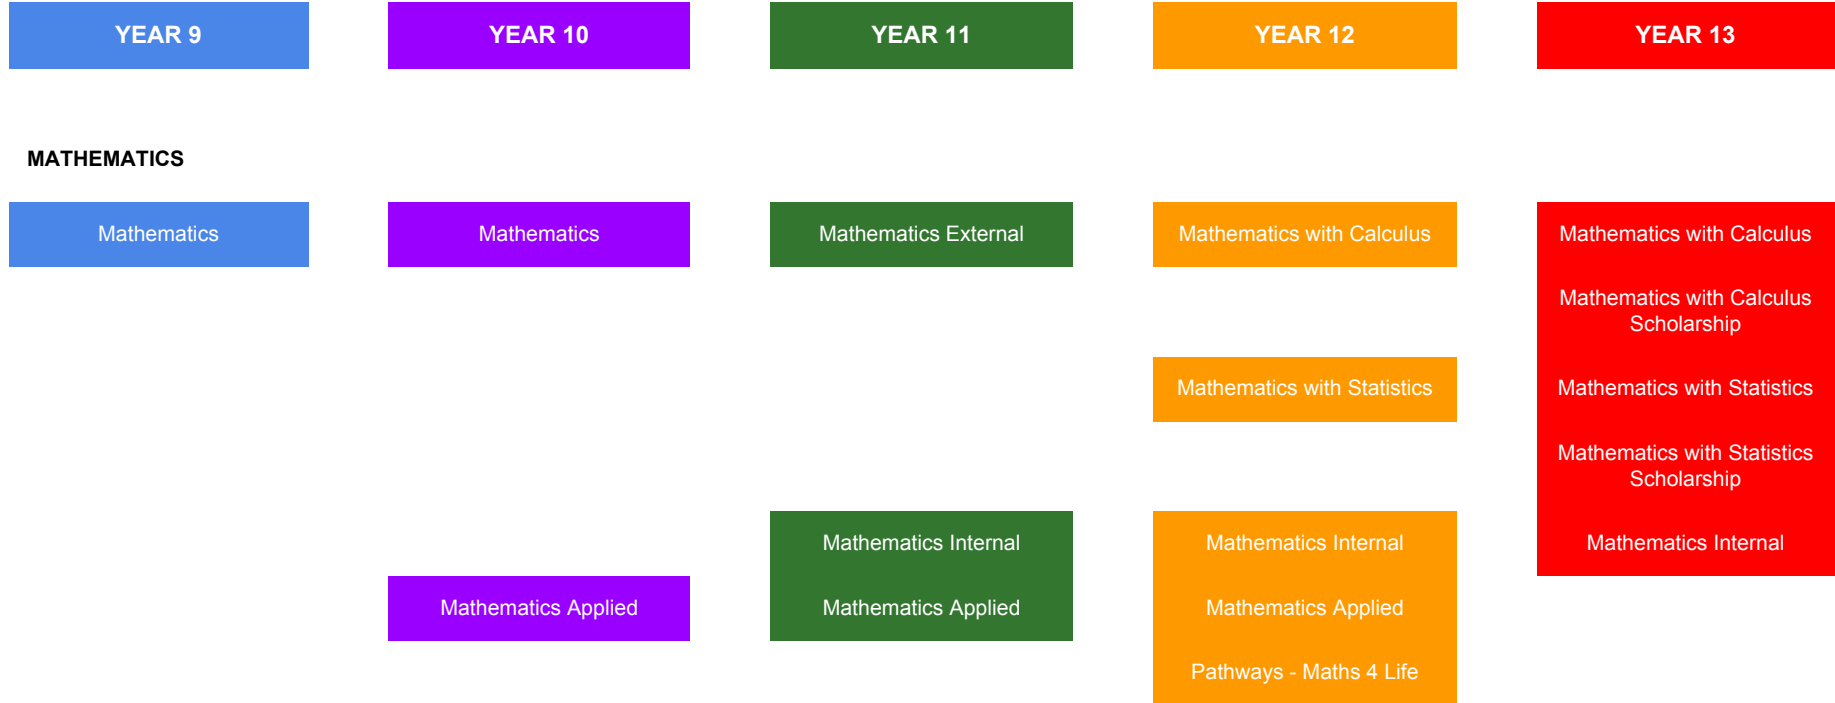 YEAR 9
YEAR 10
YEAR 11
YEAR 12
YEAR 13
MATHEMATICS
Mathematics
Mathematics
Mathematics External
Mathematics with Calculus
Mathematics with Calculus
Mathematics with Calculus
Scholarship
Mathematics with Statistics
Mathematics with Statistics
Mathematics with Statistics
Scholarship
Mathematics Internal
Mathematics Internal
Mathematics Internal
Mathematics Applied
Mathematics Applied
Mathematics Applied
Pathways - Maths 4 Life